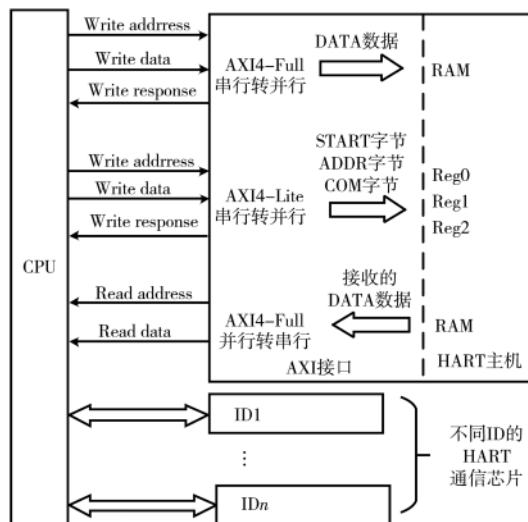 CPU
Write addrress
Write data
Write response
AXI4-Full
串行转并行
DATA数据
RAM
Write addrress
Write data
Write response
AXI4-Lite
串行转并行
START字节
ADDR字节
COM字节
Reg0
Reg1
Reg2
Read address
Read data
AXI4-Full
并行转串行
接收的
DATA数据
RAM
AXI接口
HART主机
ID1
⋮
IDn
不同ID的
HART
通信芯片